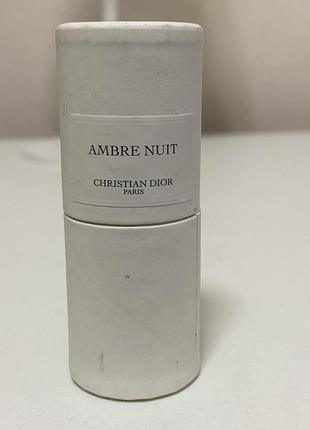 AMBRE NUIT
CHRISTIAN DIOR
PARIS